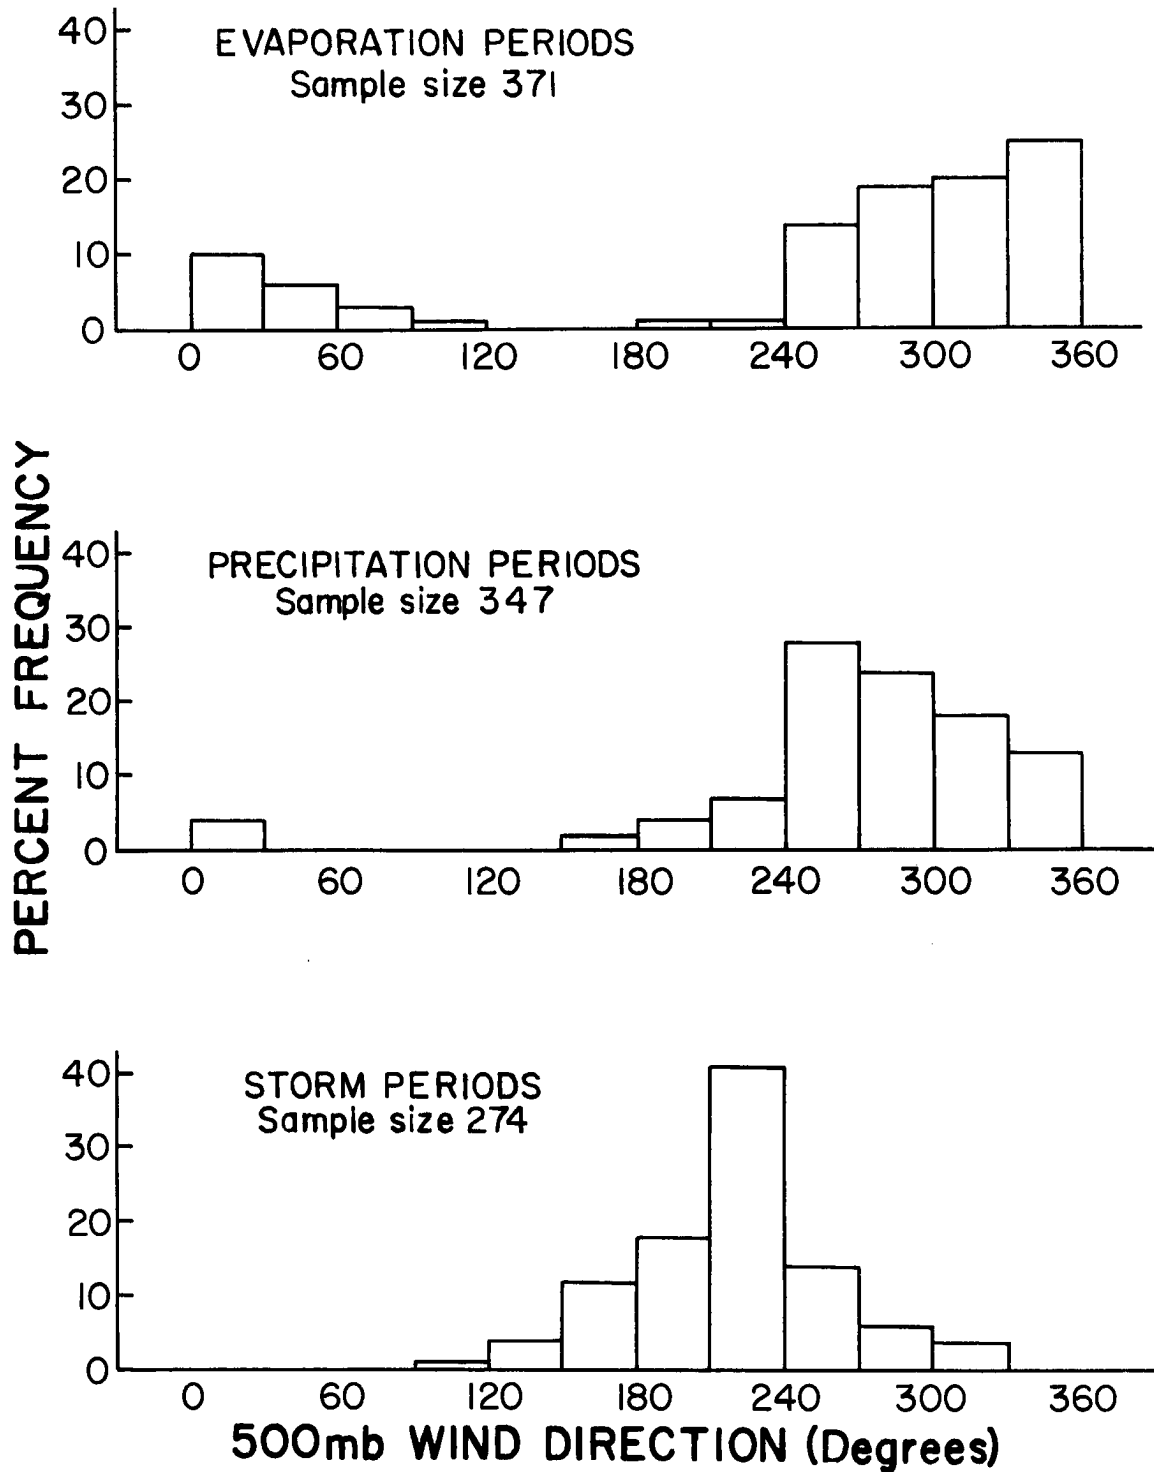 EVAPORATION PERIODS
Sample size 371
40
30
20
10
0
0 60 120 180 240 300 360
PERCENT FREQUENCY
PRECIPITATION PERIODS
Sample size 347
40
30
20
10
0
0 60 120 180 240 300 360
STORM PERIODS
Sample size 274
40
30
20
10
0
0 60 120 180 240 300 360
500mb WIND DIRECTION (Degrees)